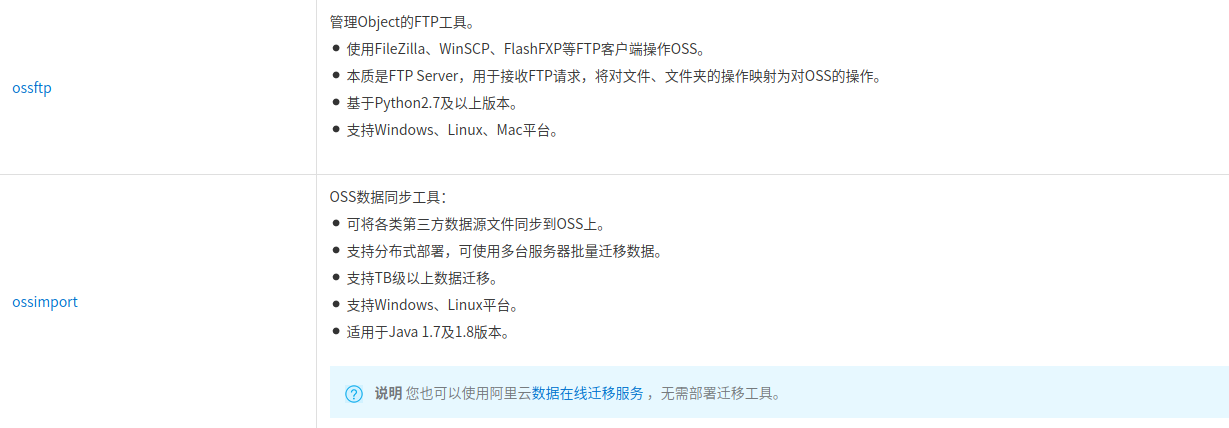 管理Object的FTP工具。
● 使用FileZilla、WinSCP、FlashFXP等FTP客户端操作OSS。
● 本质是FTP Server，用于接收FTP请求，将对文件、文件夹的操作映射为对OSS的操作。
ossftp
● 基于Python2.7及以上版本。
● 支持Windows、Linux、Mac平台。
OSS数据同步工具：
● 可将各类第三方数据源文件同步到OSS上。
● 支持分布式部署，可使用多台服务器批量迁移数据。
● 支持TB级以上数据迁移。
ossimport
● 支持Windows、Linux平台。
● 适用于Java 1.7及1.8版本。
说明 您也可以使用阿里云数据在线迁移服务 ，无需部署迁移工具。